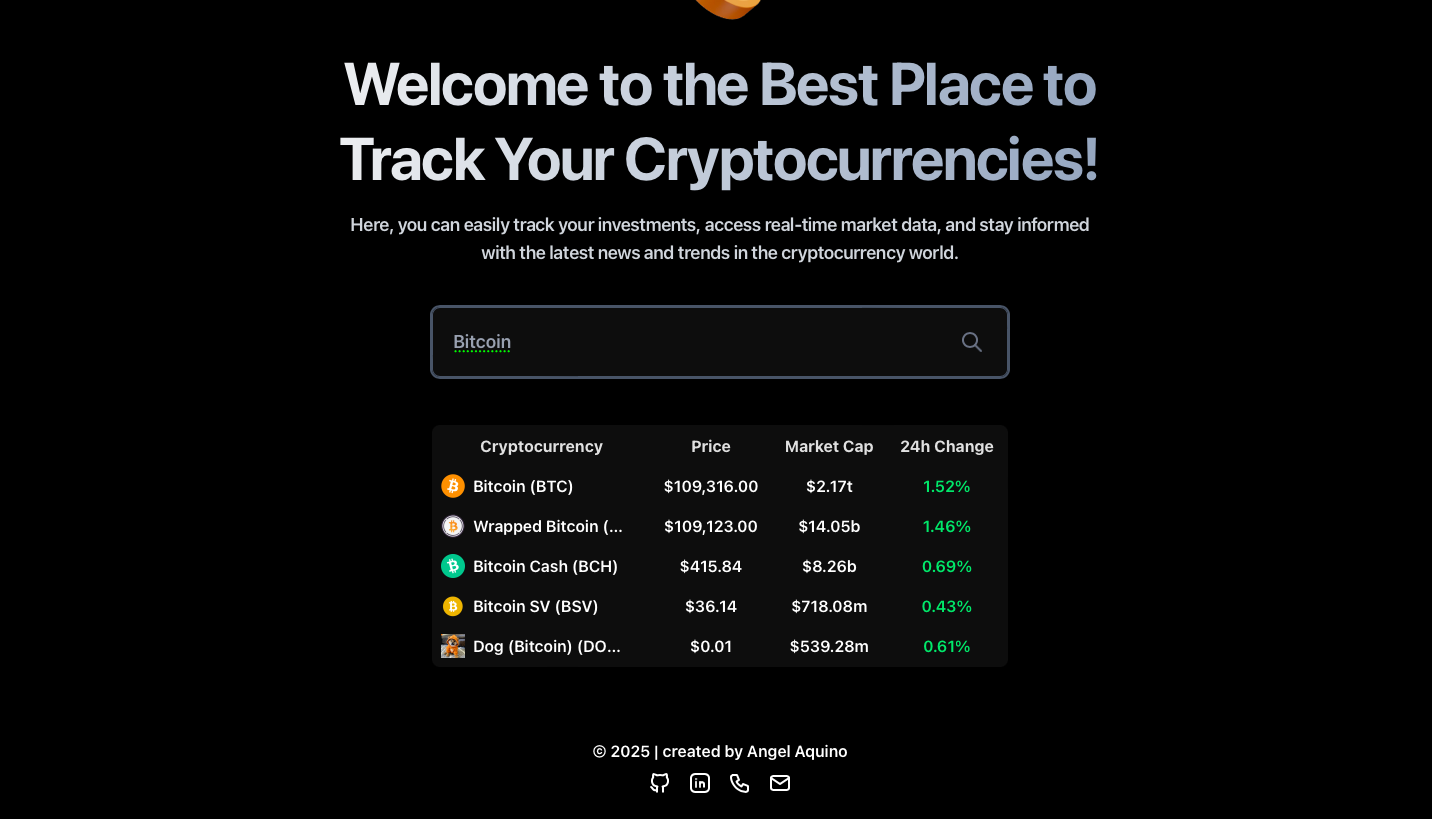 Welcome to the Best Place to
Track Your Cryptocurrencies!
Here, you can easily track your investments, access real-time market data, and stay informed
with the latest news and trends in the cryptocurrency world.
Bitcoin
Cryptocurrency Price Market Cap 24h Change
Bitcoin (BTC) $109,316.00 $2.17t 1.52%
Wrapped Bitcoin (... $109,123.00 $14.05b 1.46%
Bitcoin Cash (BCH) $415.84 $8.26b 0.69%
Bitcoin SV (BSV) $36.14 $718.08m 0.43%
Dog (Bitcoin) (DO... $0.01 $539.28m 0.61%
© 2025 | created by Angel Aquino